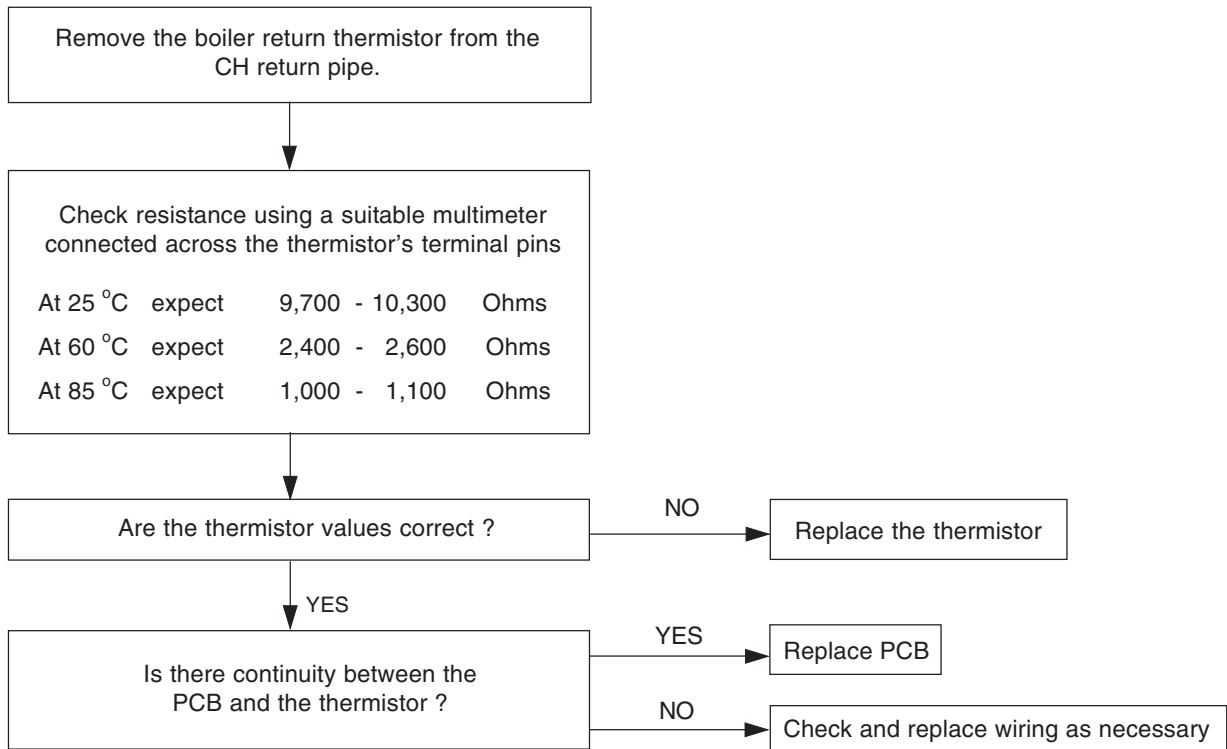 Remove the boiler return thermistor from the
CH return pipe.
Check resistance using a suitable multimeter
connected across the thermistor’s terminal pins
At 25 °C expect 9,700 - 10,300 Ohms
At 60 °C expect 2,400 - 2,600 Ohms
At 85 °C expect 1,000 - 1,100 Ohms
Are the thermistor values correct ?
NO
Replace the thermistor
YES
Is there continuity between the
PCB and the thermistor ?
YES
Replace PCB
NO
Check and replace wiring as necessary